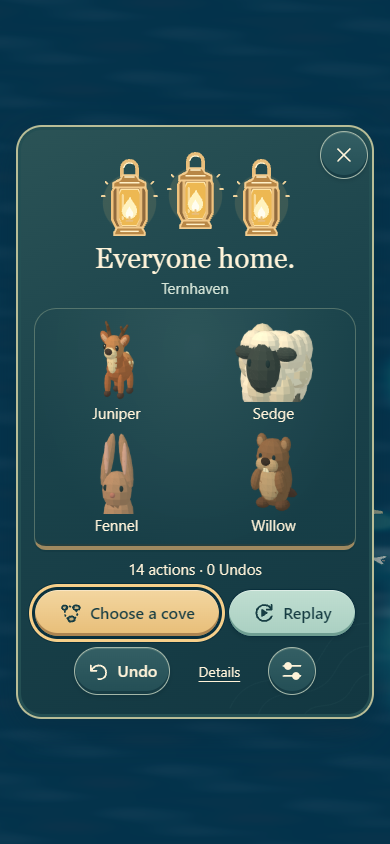 Everyone home.
Ternhaven
Juniper
Sedge
Fennel
Willow
14 actions · 0 Undos
Choose a cove
Replay
Undo
Details